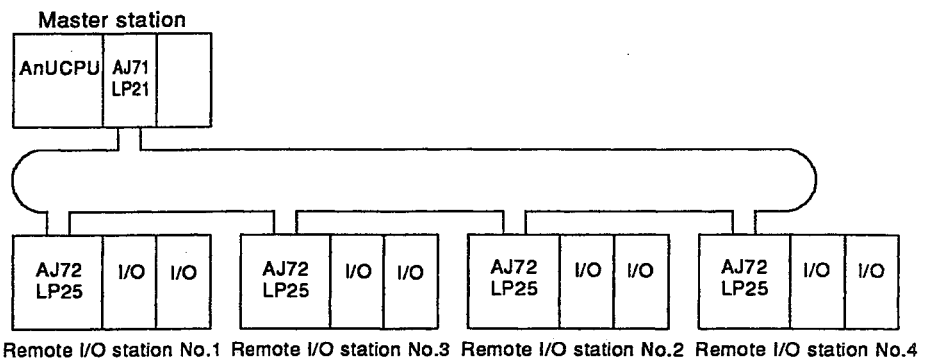 Master station
AnUCPU
AJ71
LP21
AJ72
LP25
I/O
I/O
Remote I/O station No.1
AJ72
LP25
I/O
I/O
Remote I/O station No.3
AJ72
LP25
I/O
I/O
Remote I/O station No.2
AJ72
LP25
I/O
I/O
Remote I/O station No.4